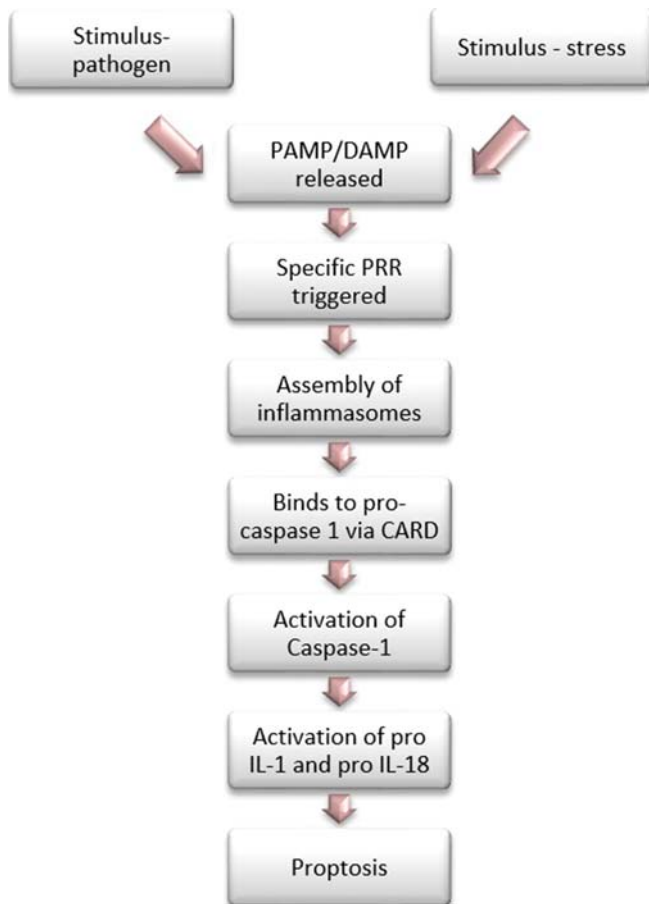 Stimulus-
pathogen
Stimulus - stress
PAMP/DAMP
released
Specific PRR
triggered
Assembly of
inflammasomes
Binds to pro-
caspase 1 via CARD
Activation of
Caspase-1
Activation of pro
IL-1 and pro IL-18
Proptosis